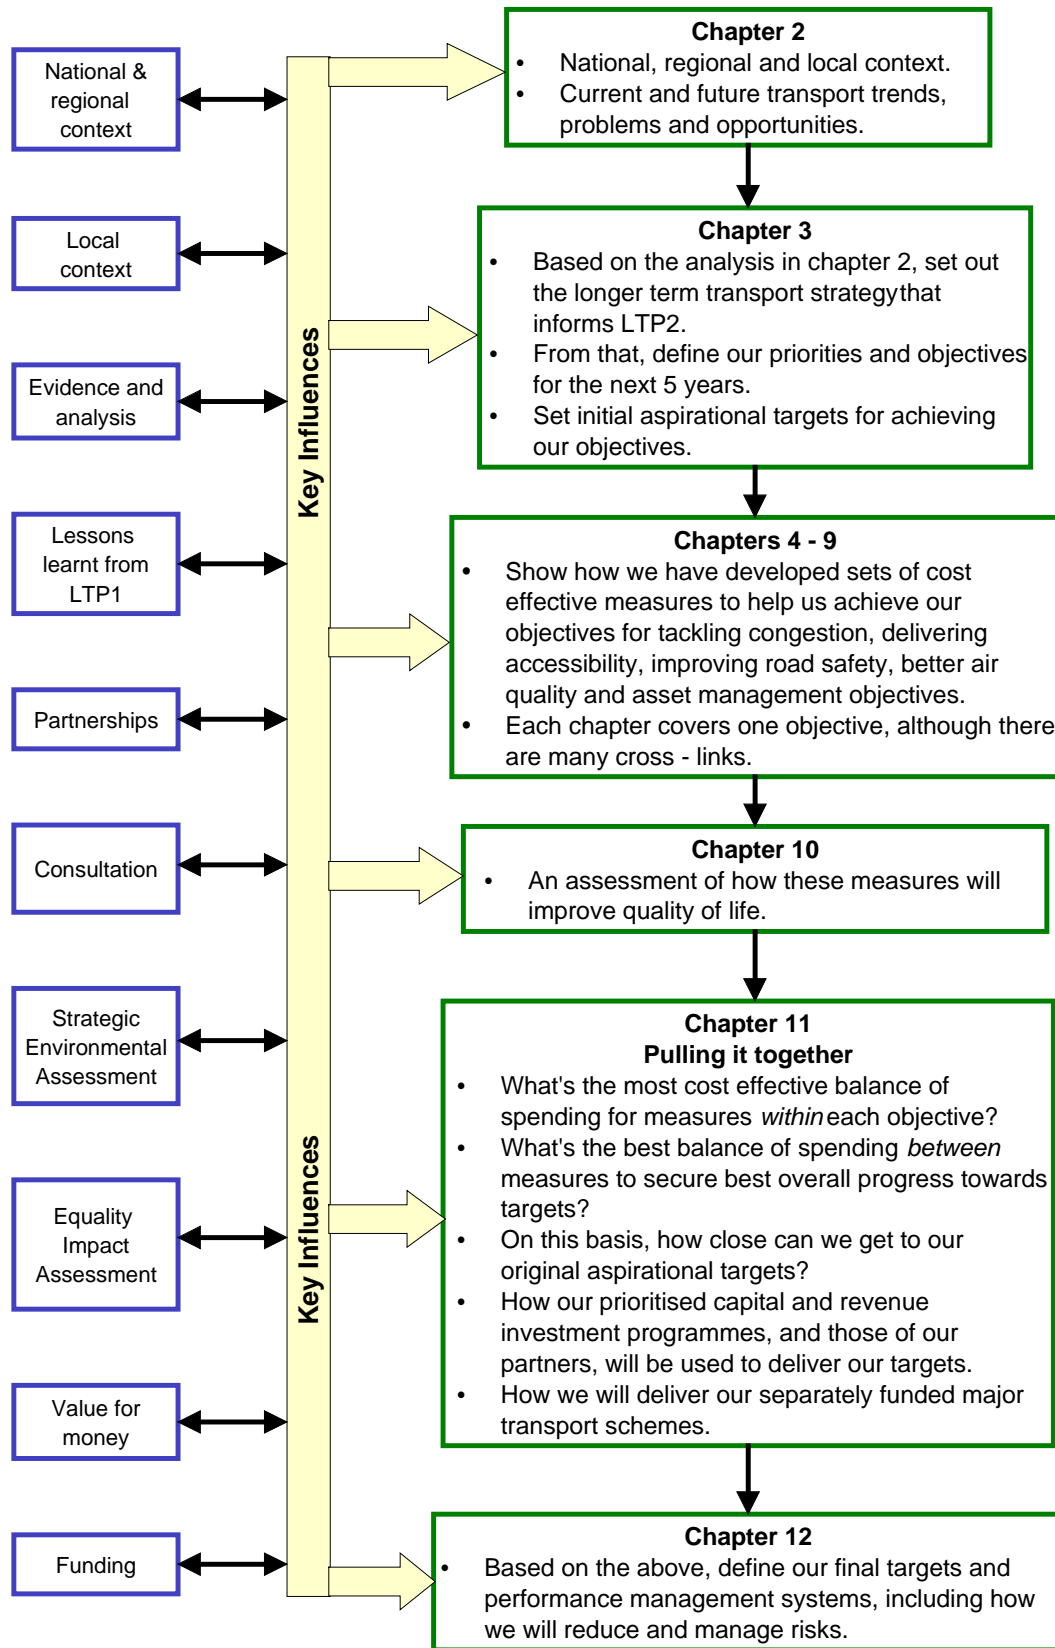 National &
regional
context
Local
context
Evidence and
analysis
Lessons
learnt from
LTP1
Partnerships
Consultation
Strategic
Environmental
Assessment
Equality
Impact
Assessment
Value for
money
Funding
Key Influences
Key Influences
Chapter 2
• National, regional and local context.
• Current and future transport trends,
problems and opportunities.
Chapter 3
• Based on the analysis in chapter 2, set out
the longer term transport strategythat
informs LTP2.
• From that, define our priorities and objectives
for the next 5 years.
• Set initial aspirational targets for achieving
our objectives.
Chapters 4 - 9
• Show how we have developed sets of cost
effective measures to help us achieve our
objectives for tackling congestion, delivering
accessibility, improving road safety, better air
quality and asset management objectives.
• Each chapter covers one objective, although there
are many cross - links.
Chapter 10
• An assessment of how these measures will
improve quality of life.
Chapter 11
Pulling it together
• What's the most cost effective balance of
spending for measures within each objective?
• What's the best balance of spending between
measures to secure best overall progress towards
targets?
• On this basis, how close can we get to our
original aspirational targets?
• How our prioritised capital and revenue
investment programmes, and those of our
partners, will be used to deliver our targets.
• How we will deliver our separately funded major
transport schemes.
Chapter 12
• Based on the above, define our final targets and
performance management systems, including how
we will reduce and manage risks.